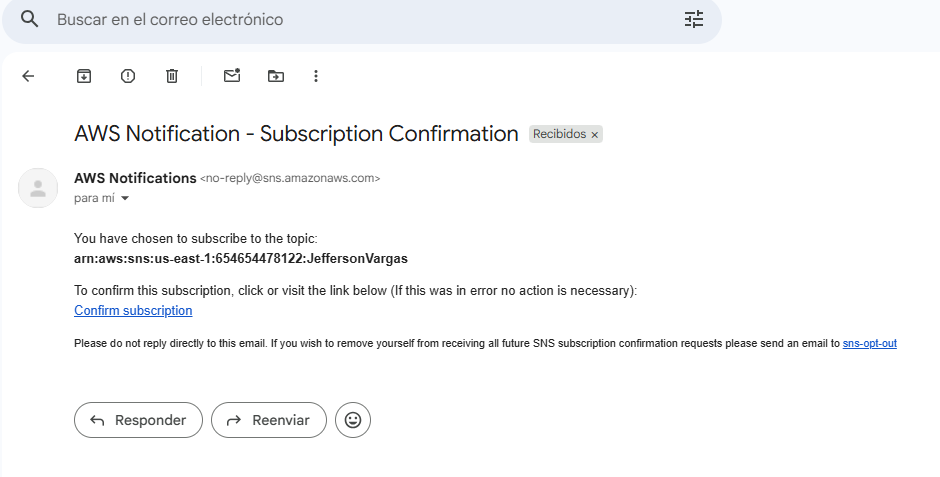 Buscar en el correo electrónico
AWS Notification - Subscription Confirmation Recibidos ×
AWS Notifications <no-reply@sns.amazonaws.com>
para mí
You have chosen to subscribe to the topic:
arn:aws:sns:us-east-1:654654478122:JeffersonVargas
To confirm this subscription, click or visit the link below (If this was in error no action is necessary):
Confirm subscription
Please do not reply directly to this email. If you wish to remove yourself from receiving all future SNS subscription confirmation requests please send an email to sns-opt-out
Responder Reenviar